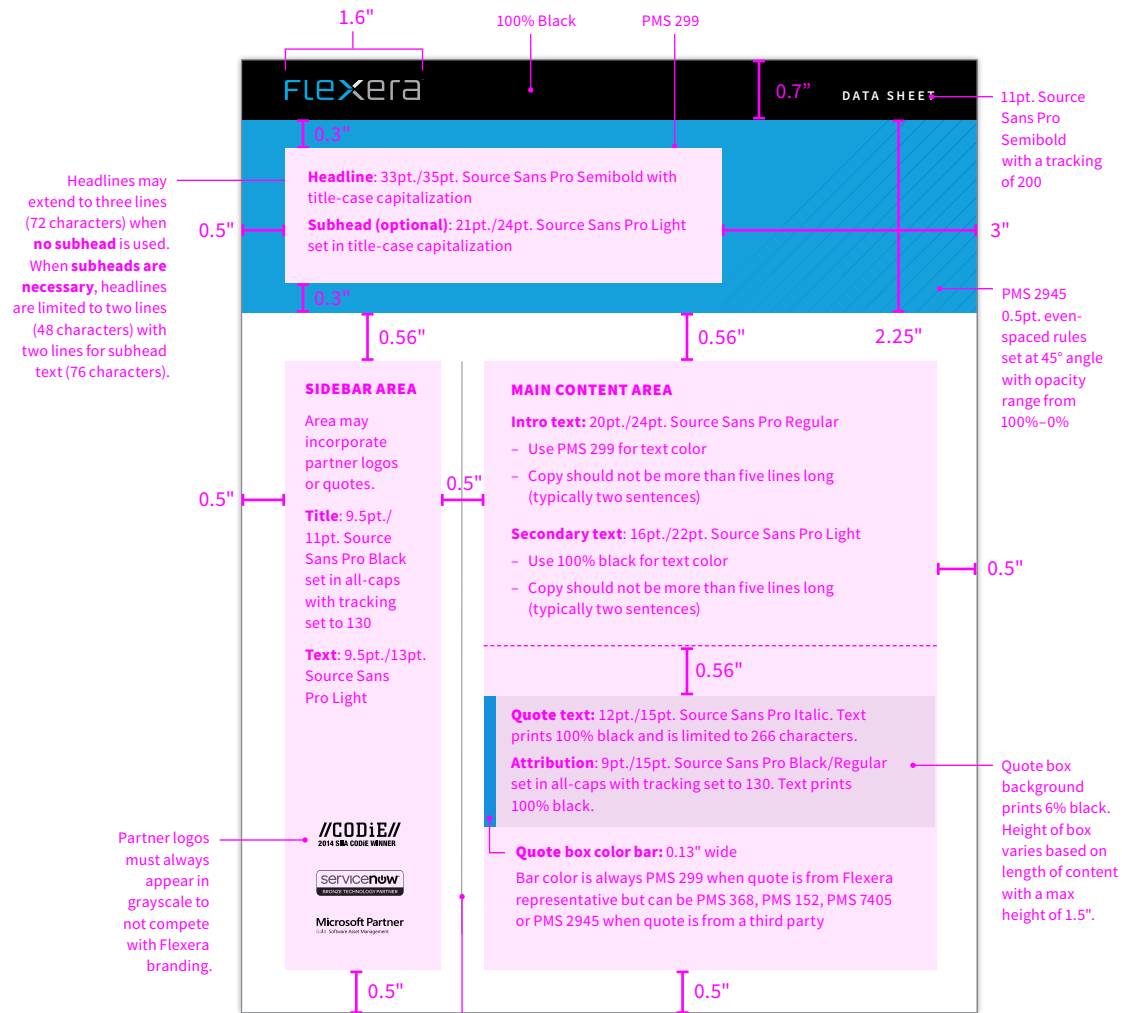 1.6"
100% Black
PMS 299
Flexera
0.7"
DATA SHEET
11pt. Source
Sans Pro
Semibold
with a tracking
of 200
0.3"
Headline: 33pt./35pt. Source Sans Pro Semibold with
title-case capitalization
Subhead (optional): 21pt./24pt. Source Sans Pro Light
set in title-case capitalization
Headlines may
extend to three lines
(72 characters) when
no subhead is used.
When subheads are
necessary, headlines
are limited to two lines
(48 characters) with
two lines for subhead
text (76 characters).
0.5"
3"
0.3"
PMS 2945
0.5pt. even-
spaced rules
set at 45° angle
with opacity
range from
100%–0%
0.56"
0.56"
2.25"
SIDEBAR AREA
Area may
incorporate
partner logos
or quotes.
Title: 9.5pt./
11pt. Source
Sans Pro Black
set in all-caps
with tracking
set to 130
Text: 9.5pt./13pt.
Source Sans
Pro Light
0.5"
0.5"
MAIN CONTENT AREA
Intro text: 20pt./24pt. Source Sans Pro Regular
– Use PMS 299 for text color
– Copy should not be more than five lines long
(typically two sentences)
Secondary text: 16pt./22pt. Source Sans Pro Light
– Use 100% black for text color
– Copy should not be more than five lines long
(typically two sentences)
0.5"
0.56"
Quote text: 12pt./15pt. Source Sans Pro Italic. Text
prints 100% black and is limited to 266 characters.
Attribution: 9pt./15pt. Source Sans Pro Black/Regular
set in all-caps with tracking set to 130. Text prints
100% black.
Quote box
background
prints 6% black.
Height of box
varies based on
length of content
with a max
height of 1.5".
Quote box color bar: 0.13" wide
Bar color is always PMS 299 when quote is from Flexera
representative but can be PMS 368, PMS 152, PMS 7405
or PMS 2945 when quote is from a third party
Partner logos
must always
appear in
grayscale to
not compete
with Flexera
branding.
//CODiE//
2014 SIIA CODiE WINNER
servicenow
BRONZE TECHNOLOGY PARTNER
Microsoft Partner
Gold Software Asset Management
0.5"
0.5"